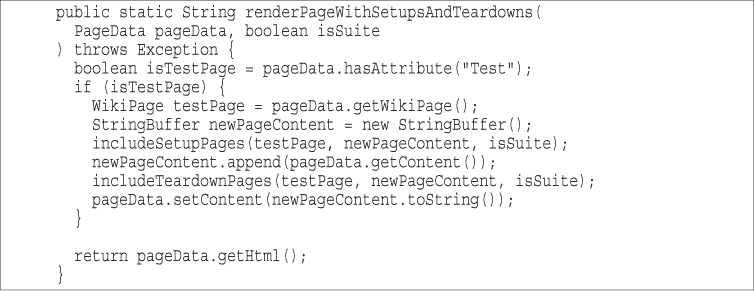 public static String renderPageWithSetupsAndTeardowns(
  PageData pageData, boolean isSuite
) throws Exception {
  boolean isTestPage = pageData.hasAttribute("Test");
  if (isTestPage) {
    WikiPage testPage = pageData.getWikiPage();
    StringBuffer newPageContent = new StringBuffer();
    includeSetupPages(testPage, newPageContent, isSuite);
    newPageContent.append(pageData.getContent());
    includeTeardownPages(testPage, newPageContent, isSuite);
    pageData.setContent(newPageContent.toString());
  }

  return pageData.getHtml();
}